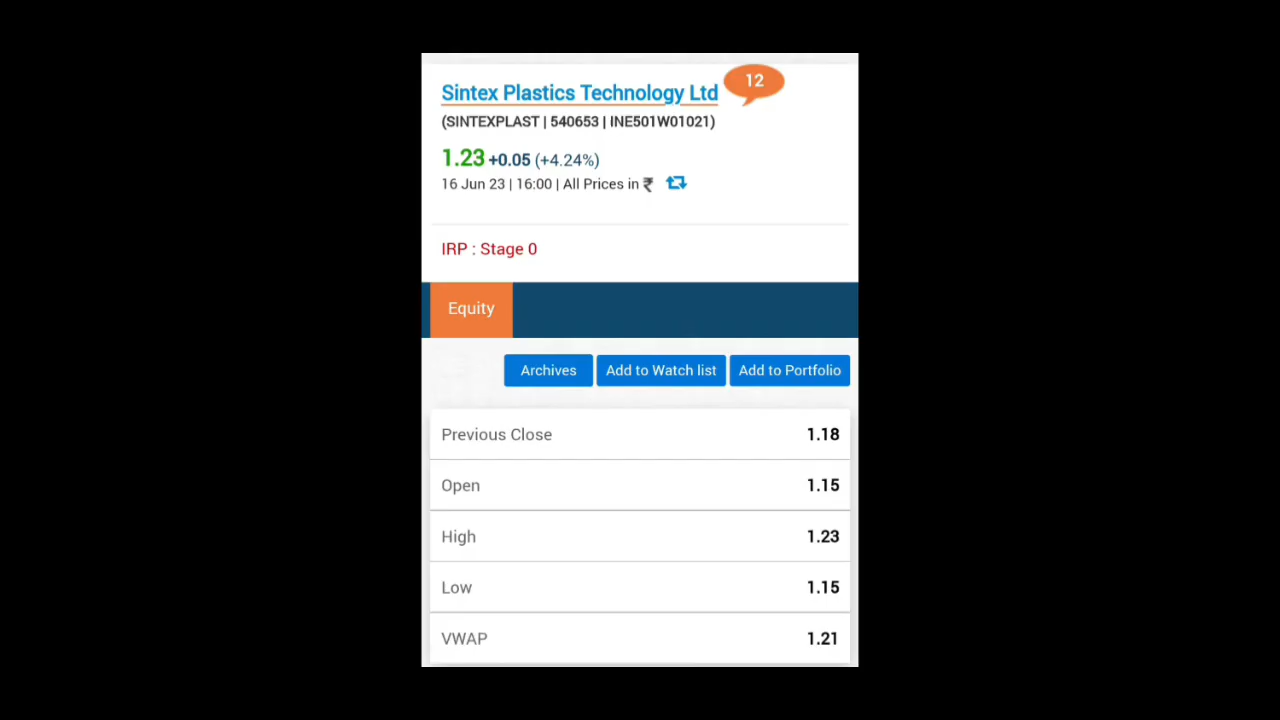 Sintex Plastics Technology Ltd 12
(SINTEXPLAST | 540653 | INE501W01021)
1.23 +0.05 (+4.24%)
16 Jun 23 | 16:00 | All Prices in ₹
IRP : Stage 0
Equity
Archives Add to Watch list Add to Portfolio
Previous Close 1.18
Open 1.15
High 1.23
Low 1.15
VWAP 1.21